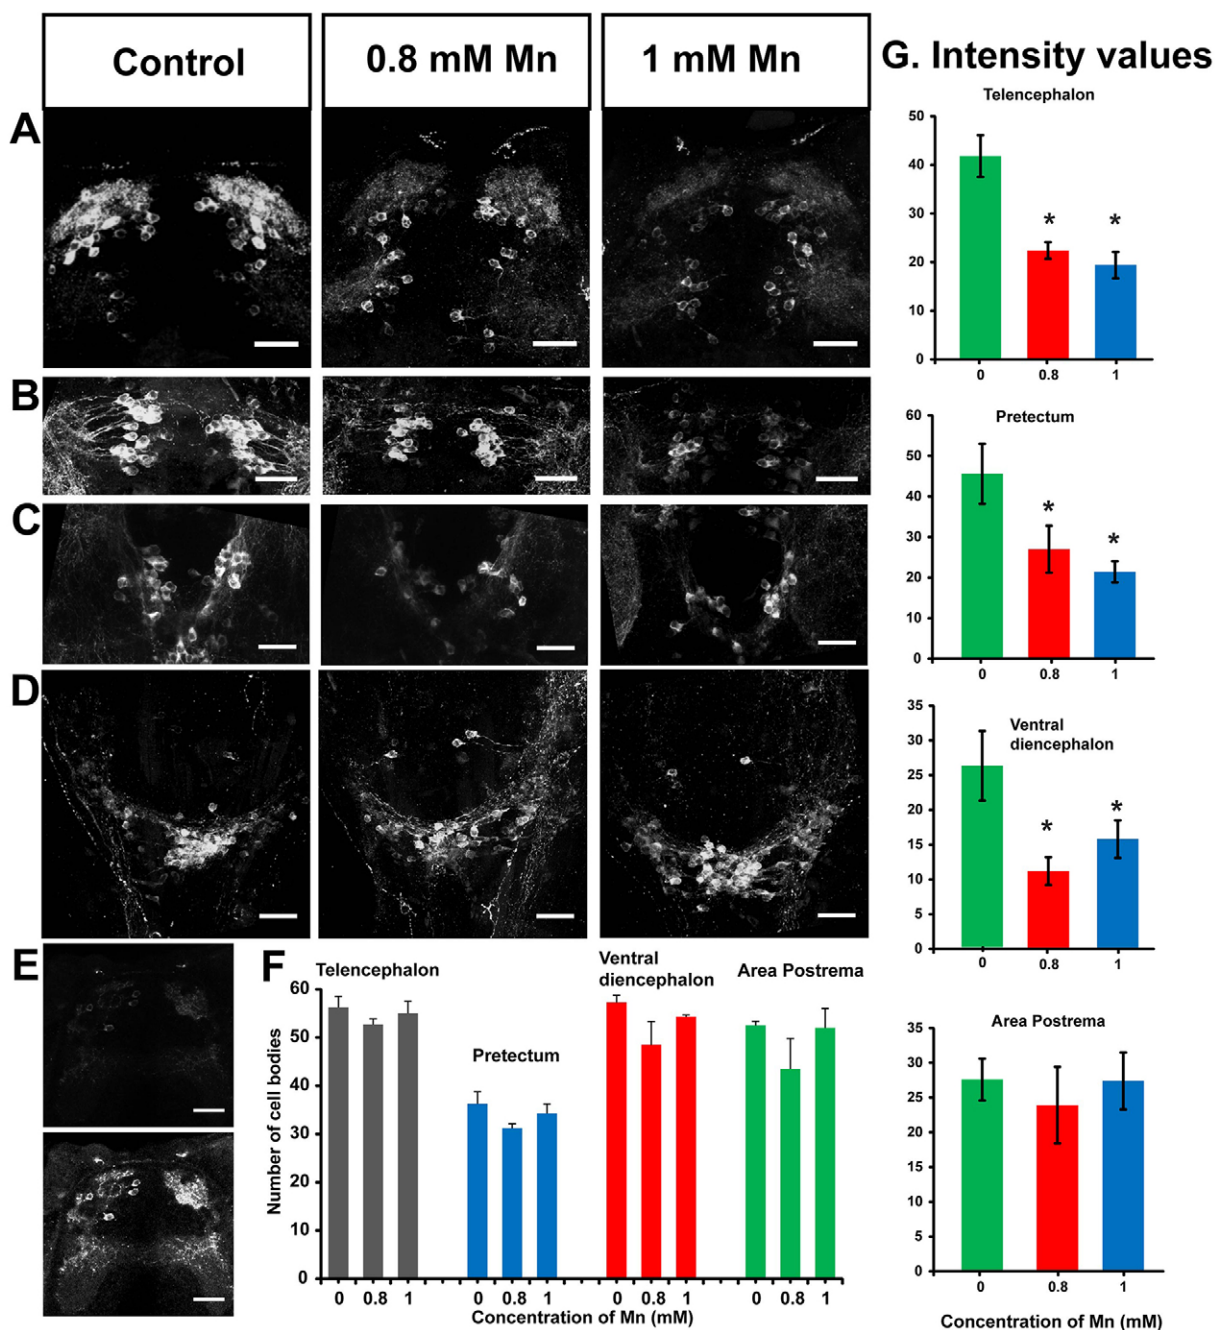 Control
0.8 mM Mn
1 mM Mn
G. Intensity values
A
B
C
D
E
F
Telencephalon
50
40
30
20
10
0
* *
0 0.8 1
Pretectum
60
50
40
30
20
10
0
* *
0 0.8 1
Ventral
diencephalon
35
30
25
20
15
10
5
0
* *
0 0.8 1
Area Postrema
35
30
25
30
15
10
5
0
0 0.8 1
Concentration of Mn (mM)
Telencephalon
Pretectum
Ventral
diencephalon
Area Postrema
Number of cell bodies
60
50
40
30
20
10
0
0 0.8 1 0 0.8 1 0 0.8 1 0 0.8 1
Concentration of Mn (mM)